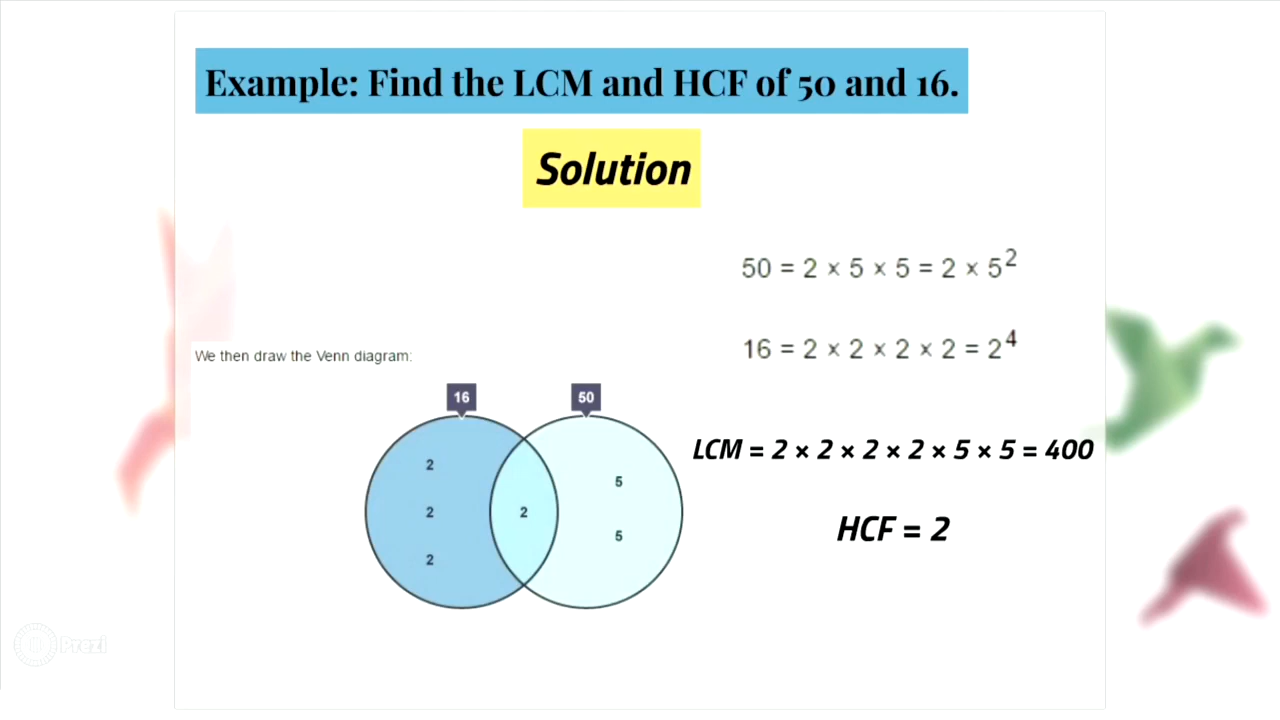 Example: Find the LCM and HCF of 50 and 16.
Solution
50 = 2 × 5 × 5 = 2 × 5²
16 = 2 × 2 × 2 × 2 = 2⁴
We then draw the Venn diagram:
16 50
2 5
2 2
2 5
LCM = 2 × 2 × 2 × 2 × 5 × 5 = 400
HCF = 2
Prezi